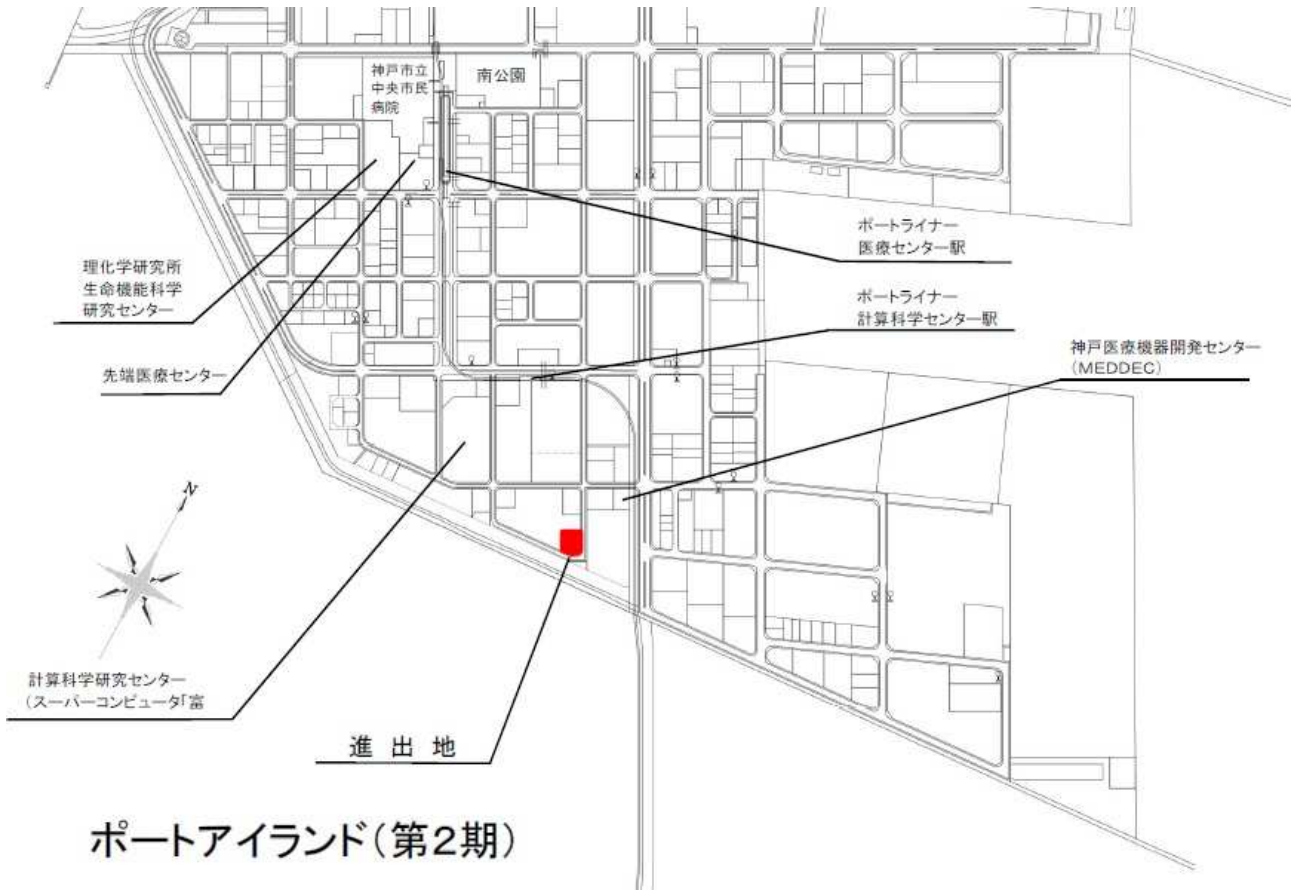 神戸市立
中央市民
病院
南公園
ポートライナー
医療センター駅
理化学研究所
生命機能科学
研究センター
ポートライナー
計算科学センター駅
神戸医療機器開発センター
(MEDDEC)
先端医療センター
N
計算科学研究センター
(スーパーコンピュータ「富
進 出 地
ポートアイランド(第2期)